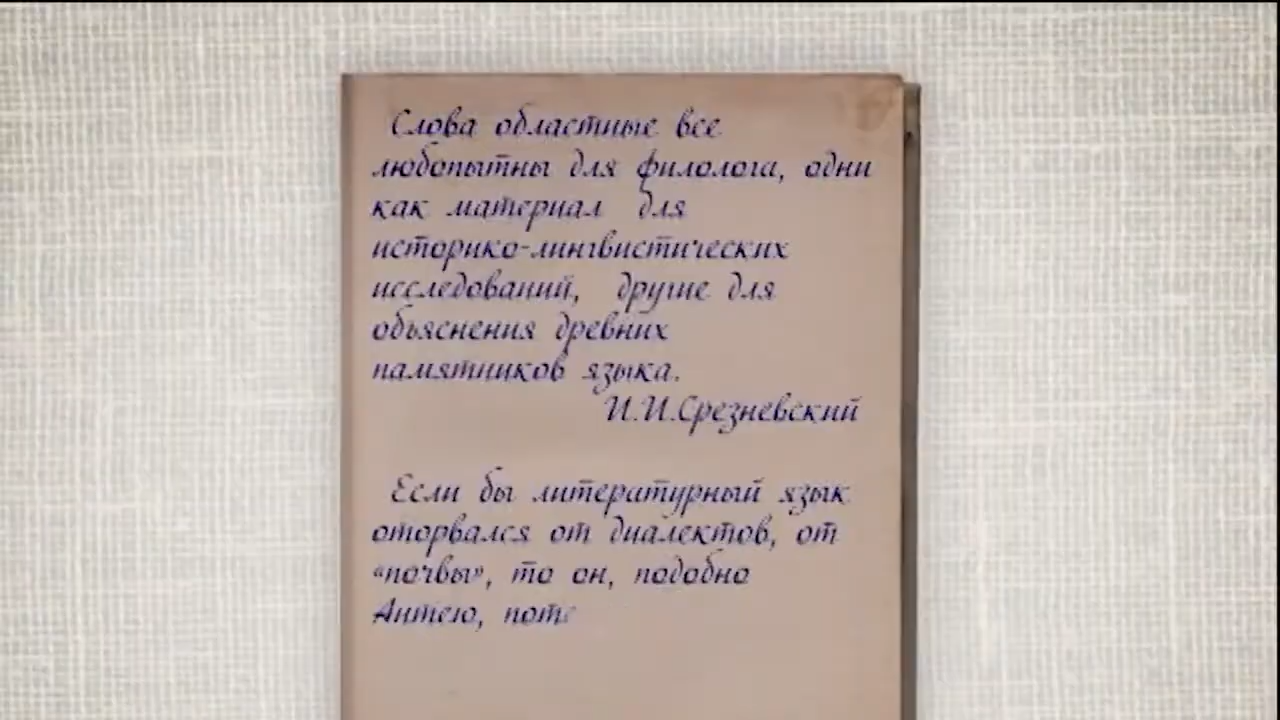 Слова областные все
любопытны для филолога, одни
как материал для
историко-лингвистических
исследований, другие для
объяснения древних
памятников языка.
И.И.Срезневский
Если бы литературный язык
оторвался от диалектов, от
«почвы», то он, подобно
Антею, поте